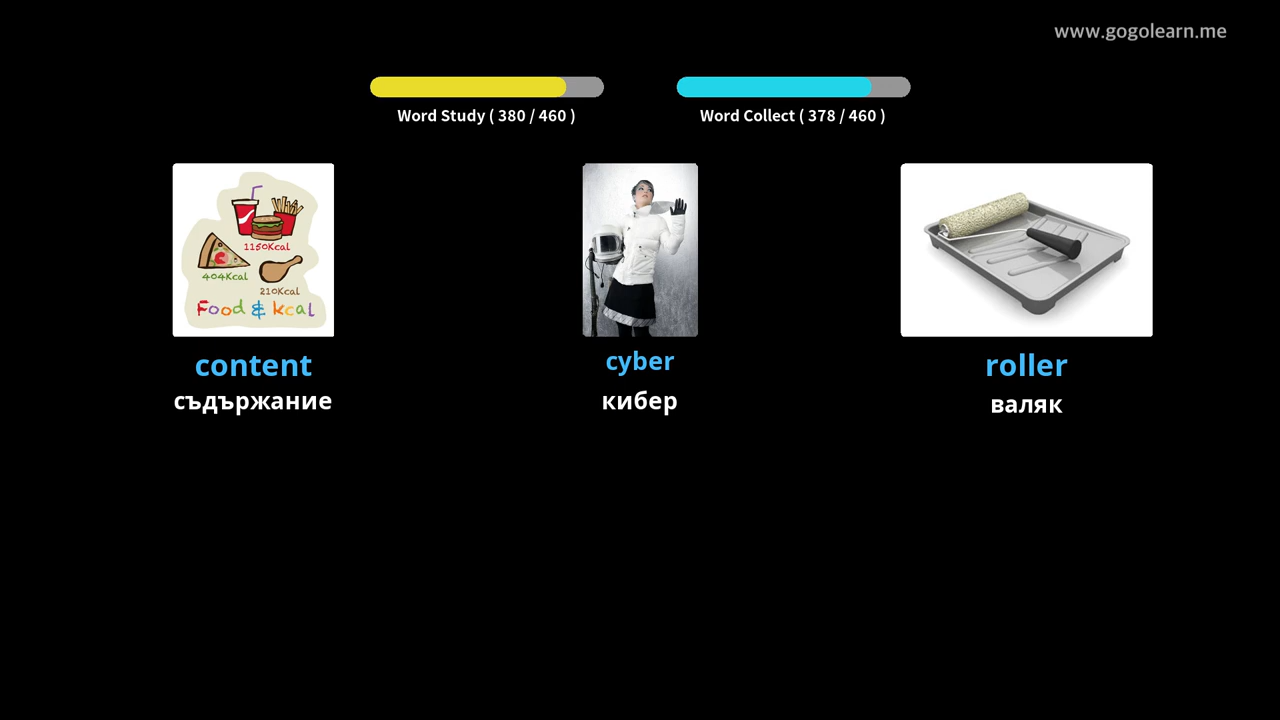 www.gogolearn.me
Word Study ( 380 / 460 )
Word Collect ( 378 / 460 )
1150Kcal
404Kcal
210Kcal
Food & kcal
content
cyber
roller
съдържание
кибер
валяк